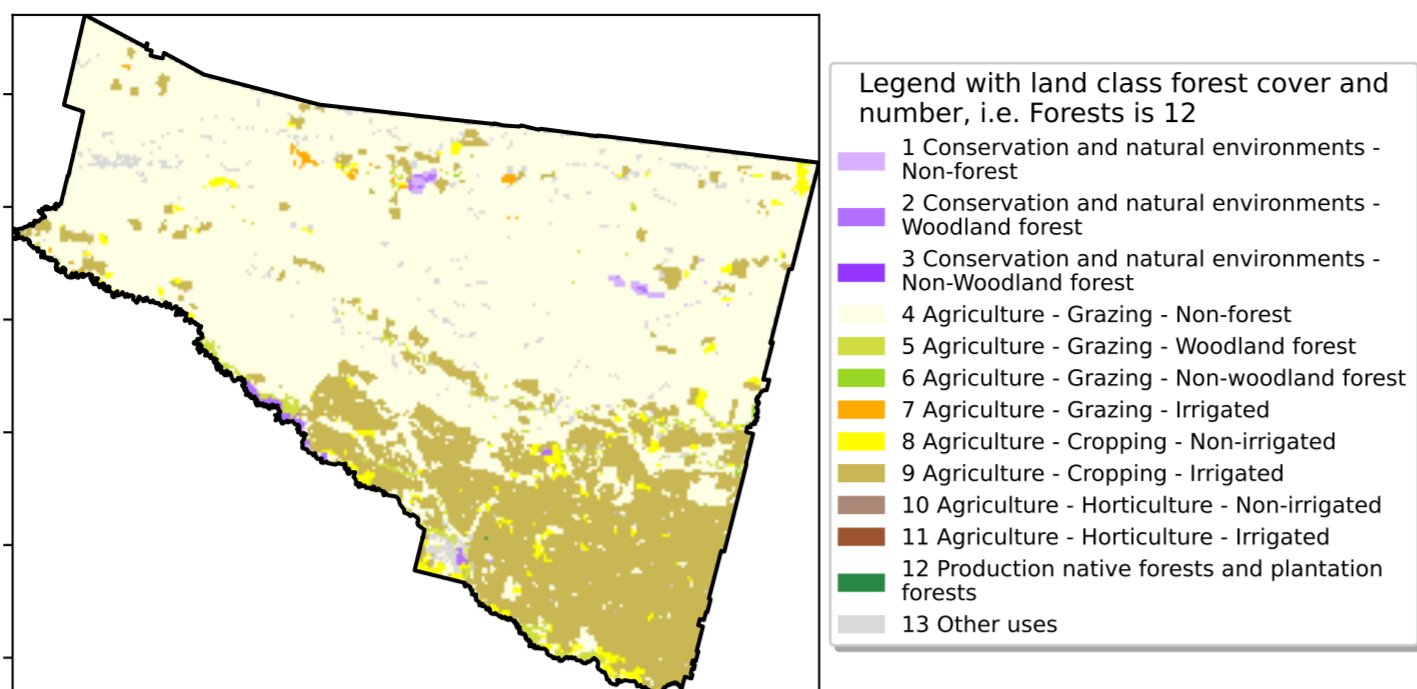 Legend with land class forest cover and
number, i.e. Forests is 12
1 Conservation and natural environments -
Non-forest
2 Conservation and natural environments -
Woodland forest
3 Conservation and natural environments -
Non-Woodland forest
4 Agriculture - Grazing - Non-forest
5 Agriculture - Grazing - Woodland forest
6 Agriculture - Grazing - Non-woodland forest
7 Agriculture - Grazing - Irrigated
8 Agriculture - Cropping - Non-irrigated
9 Agriculture - Cropping - Irrigated
10 Agriculture - Horticulture - Non-irrigated
11 Agriculture - Horticulture - Irrigated
12 Production native forests and plantation
forests
13 Other uses